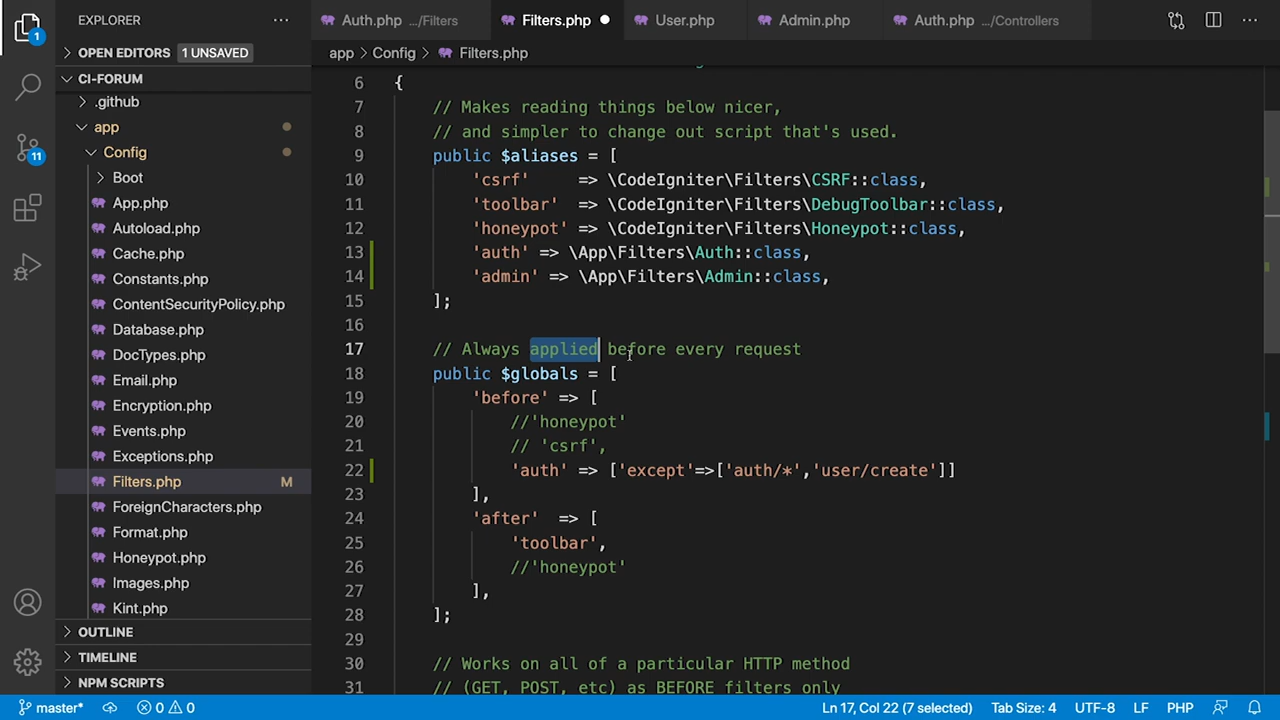 EXPLORER
···
Auth.php .../Filters
Filters.php
User.php
Admin.php
Auth.php .../Controllers
···
1
OPEN EDITORS 1 UNSAVED
app > Config > Filters.php
CI-FORUM
.github
app
Config
Boot
App.php
Autoload.php
Cache.php
Constants.php
ContentSecurityPolicy.php
Database.php
DocTypes.php
Email.php
Encryption.php
Events.php
Exceptions.php
Filters.php M
ForeignCharacters.php
Format.php
Honeypot.php
Images.php
Kint.php
OUTLINE
TIMELINE
NPM SCRIPTS
11
6 {
7 // Makes reading things below nicer,
8 // and simpler to change out script that's used.
9 public $aliases = [
10 'csrf'     => \CodeIgniter\Filters\CSRF::class,
11 'toolbar'  => \CodeIgniter\Filters\DebugToolbar::class,
12 'honeypot' => \CodeIgniter\Filters\Honeypot::class,
13 'auth' => \App\Filters\Auth::class,
14 'admin' => \App\Filters\Admin::class,
15 ];
16
17 // Always applied before every request
18 public $globals = [
19 'before' => [
20 //'honeypot'
21 // 'csrf',
22 'auth' => ['except'=>['auth/*','user/create']]
23 ],
24 'after'  => [
25 'toolbar',
26 //'honeypot'
27 ],
28 ];
29
30 // Works on all of a particular HTTP method
31 // (GET, POST, etc) as BEFORE filters only
master*
0 0
Ln 17, Col 22 (7 selected)
Tab Size: 4
UTF-8
LF
PHP